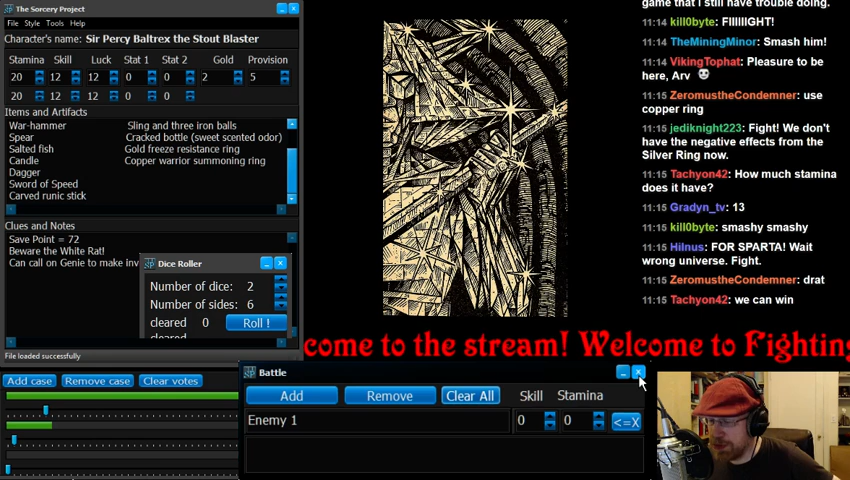 The Sorcery Project
File Style Tools Help
Character's name: Sir Percy Baltrex the Stout Blaster
Stamina Skill Luck Stat 1 Stat 2 Gold Provision
20 12 12 0 0 2 5
20 12 12 0 0
Items and Artifacts
War-hammer Sling and three iron balls
Spear Cracked bottle (sweet scented odor)
Salted fish Gold freeze resistance ring
Candle Copper warrior summoning ring
Dagger
Sword of Speed
Carved runic stick
Clues and Notes
Save Point = 72
Beware the White Rat!
Can call on Genie to make inv
Dice Roller
Number of dice: 2
Number of sides: 6
cleared 0 Roll !
cleared
File loaded successfully
Add case Remove case Clear votes
come to the stream! Welcome to Fighting
Battle
Add Remove Clear All Skill Stamina
Enemy 1 0 0 <=X
game that I still have trouble doing.
11:14 kill0byte: FIIIIIIGHT!
11:14 TheMiningMinor: Smash him!
11:14 VikingTophat: Pleasure to be
here, Arv
11:15 ZeromustheCondemner: use
copper ring
11:15 jediknight223: Fight! We don't
have the negative effects from the
Silver Ring now.
11:15 Tachyon42: How much stamina
does it have?
11:15 Gradyn_tv: 13
11:15 kill0byte: smashy smashy
11:15 Hilnus: FOR SPARTA! Wait
wrong universe. Fight.
11:15 ZeromustheCondemner: drat
11:15 Tachyon42: we can win